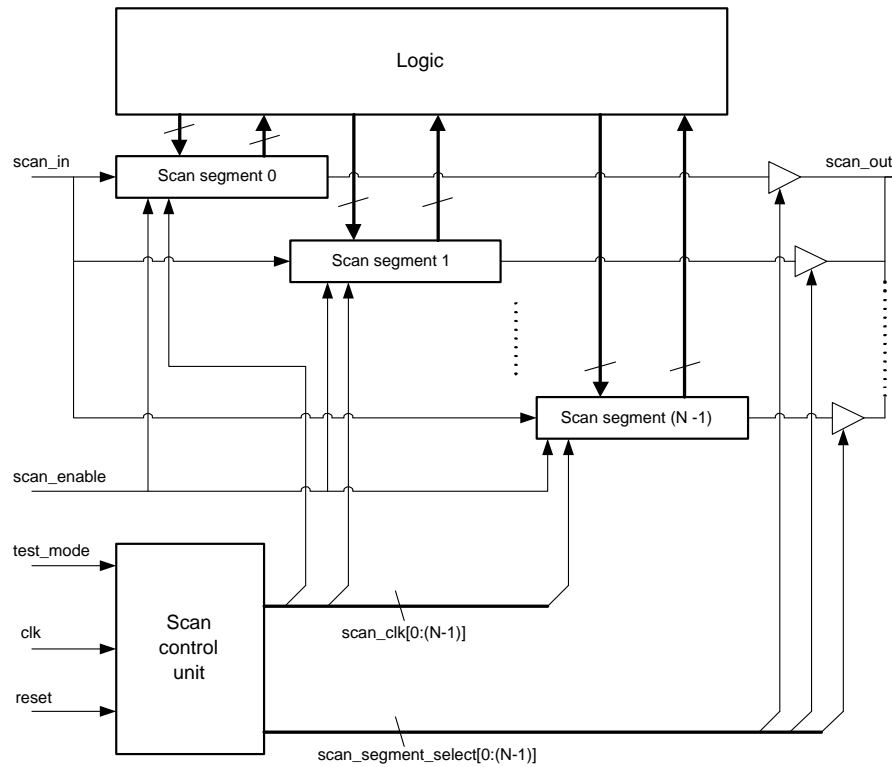 Logic
scan_in
scan_out
Scan segment 0
Scan segment 1
Scan segment (N -1)
scan_enable
test_mode
clk
reset
Scan
control
unit
scan_clk[0:(N-1)]
scan_segment_select[0:(N-1)]